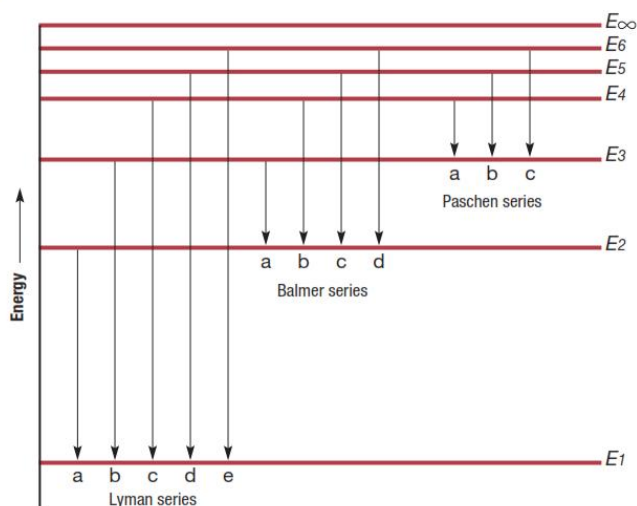 E∞
E6
E5
E4
E3
a b c
Paschen series
E2
a b c d
Balmer series
Energy
E1
a b c d e
Lyman series